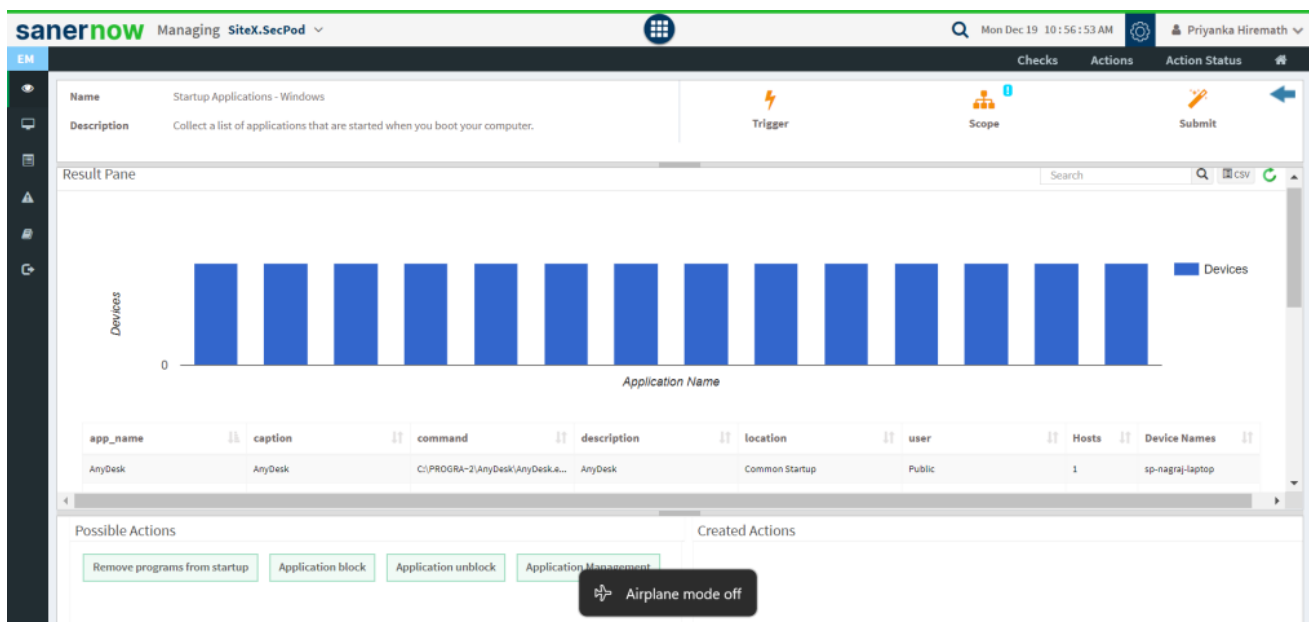 sanernow Managing SiteX.SecPod Mon Dec 19 10:56:53 AM Priyanka Hiremath
EM Checks Actions Action Status
Name Startup Applications - Windows
Description Collect a list of applications that are started when you boot your computer.
Trigger Scope Submit
Result Pane Search CSV
Devices
Devices
0
Application Name
app_name caption command description location user Hosts Device Names
AnyDesk AnyDesk C:\PROGRA~2\AnyDesk\AnyDesk.e... AnyDesk Common Startup Public 1 sp-nagraj-laptop
Possible Actions Created Actions
Remove programs from startup Application block Application unblock Application Management
Airplane mode off